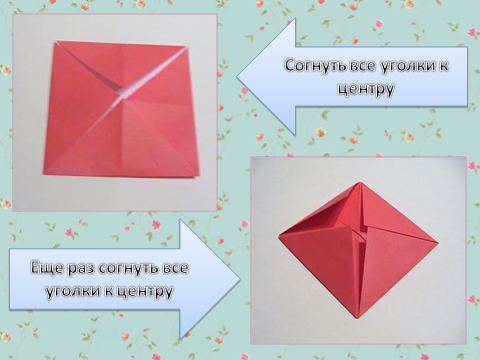 Согнуть все уголки к
центру
Еще раз согнуть все
уголки к центру